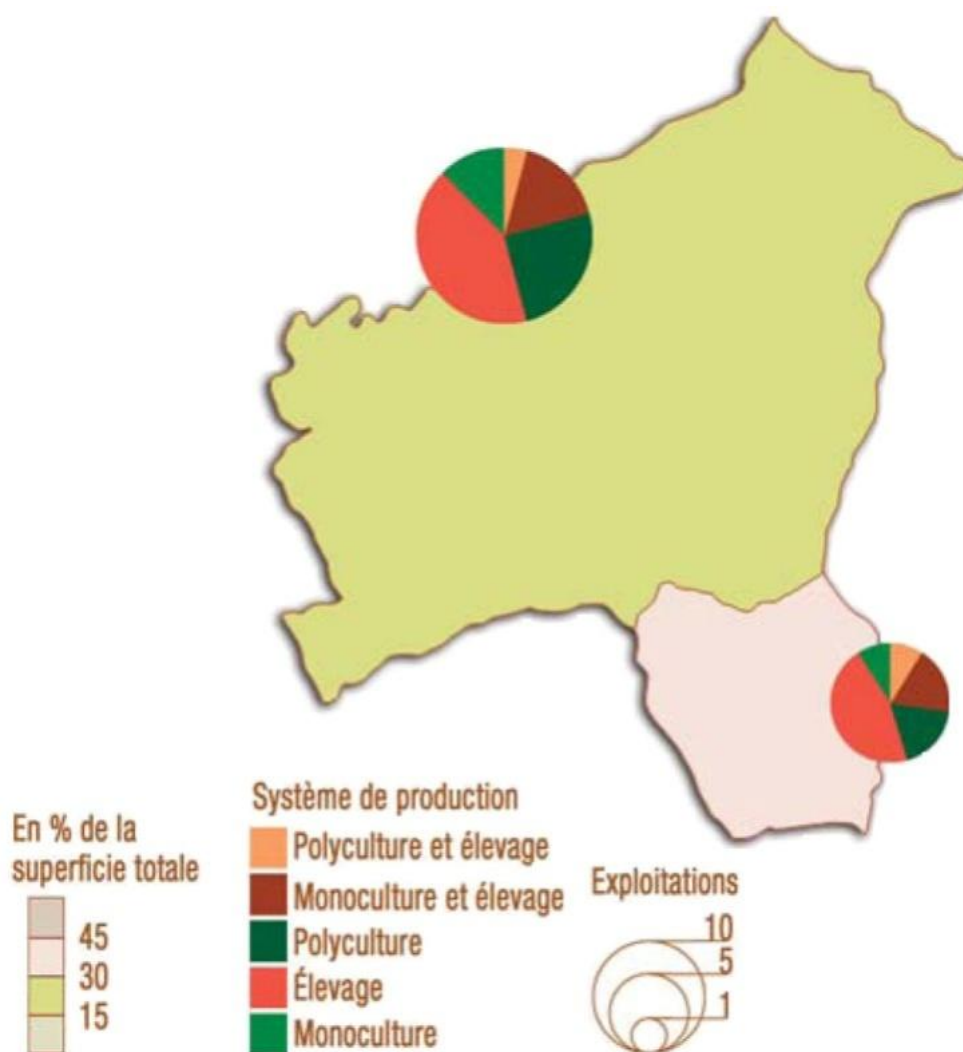 En % de la
superficie totale
45
30
15
Système de production
Polyculture et élevage
Monoculture et élevage
Polyculture
Élevage
Monoculture
Exploitations
10
5
1